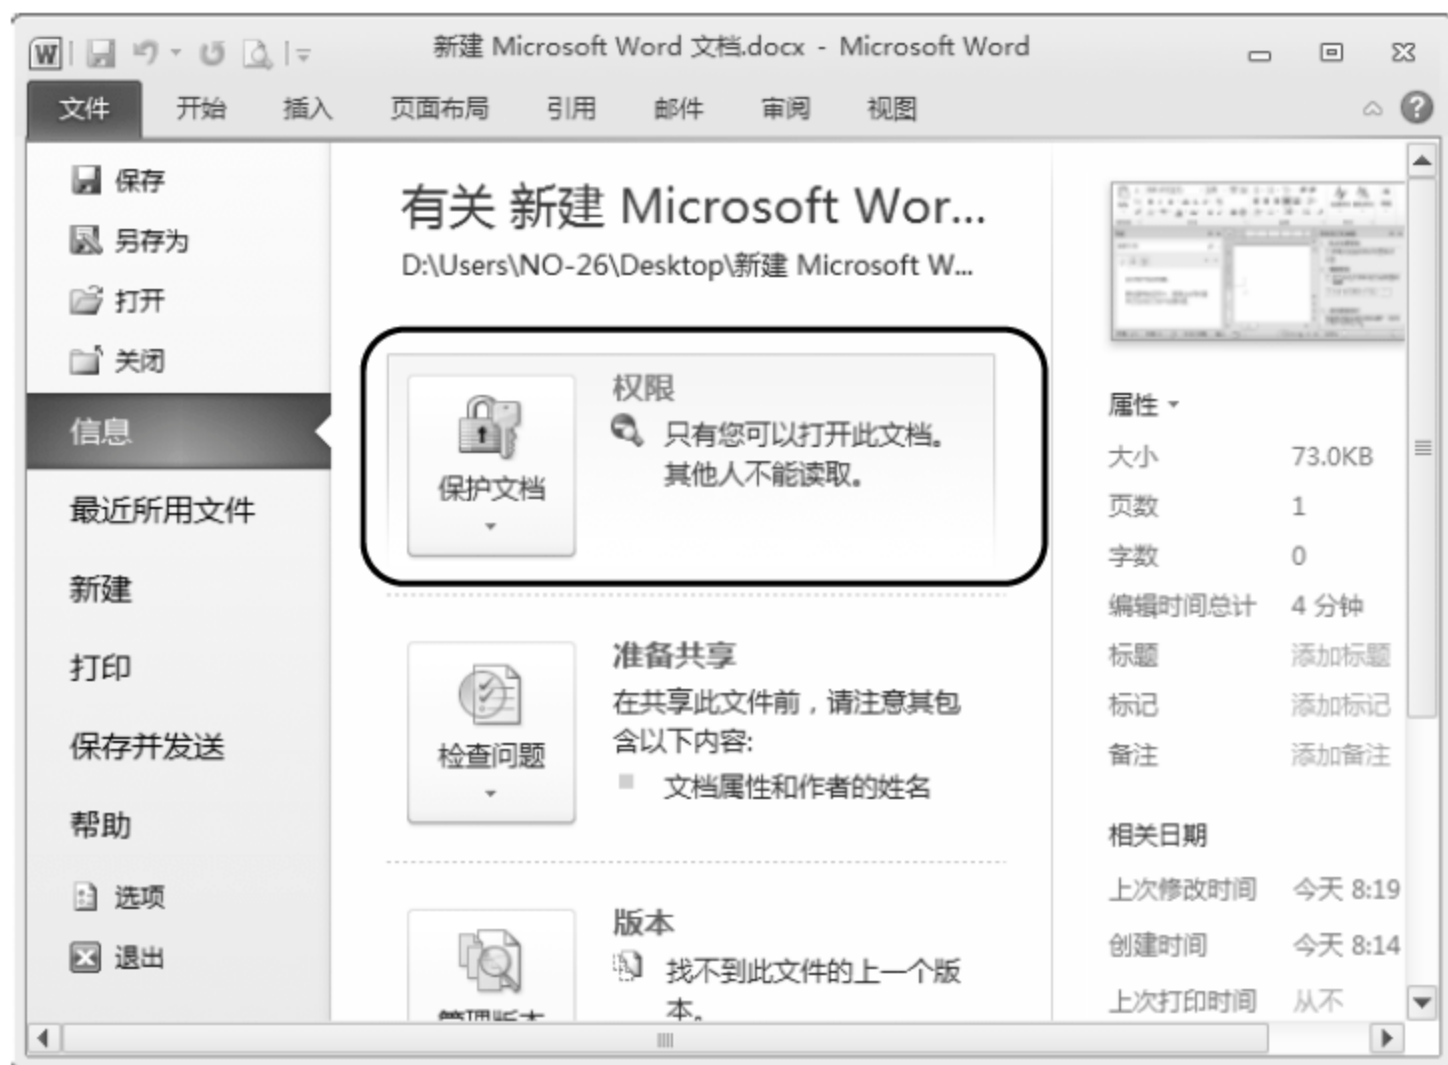 新建 Microsoft Word 文档.docx - Microsoft Word
文件 开始 插入 页面布局 引用 邮件 审阅 视图
保存
另存为
打开
关闭
信息
最近所用文件
新建
打印
保存并发送
帮助
选项
退出
有关 新建 Microsoft Wor...
D:\Users\NO-26\Desktop\新建 Microsoft W...
保护文档
权限
只有您可以打开此文档。
其他人不能读取。
检查问题
准备共享
在共享此文件前，请注意其包
含以下内容:
文档属性和作者的姓名
管理版本
版本
找不到此文件的上一个版
本。
属性
大小 73.0KB
页数 1
字数 0
编辑时间总计 4 分钟
标题 添加标题
标记 添加标记
备注 添加备注
相关日期
上次修改时间 今天 8:19
创建时间 今天 8:14
上次打印时间 从不